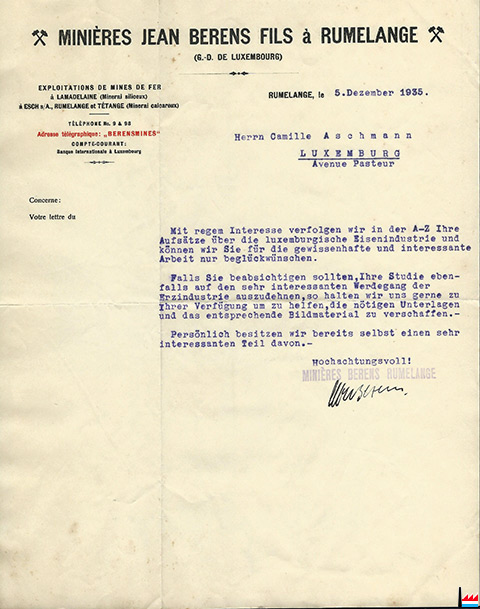 MINIÈRES JEAN BERENS FILS à RUMELANGE
(G.-D. DE LUXEMBOURG)
EXPLOITATIONS DE MINES DE FER
à LAMADELAINE (Minerai siliceux)
à ESCH s/A., RUMELANGE et TÉTANGE (Minerai calcareux)
TÉLÉPHONE No. 9 & 98
Adresse télégraphique: „BERENSMINES"
COMPTE-COURANT:
Banque Internationale à Luxembourg
RUMELANGE, le 5.Dezember 1935.
Herrn Camille Aschmann
LUXEMBURG
Avenue Pasteur
Concerne:
Votre lettre du
Mit regem Interesse verfolgen wir in der A-Z Ihre
Aufsätze über die luxemburgische Eisenindustrie und
können wir Sie für die gewissenhafte und interessante
Arbeit nur beglückwünschen.
Falls Sie beabsichtigen sollten,Ihre Studie eben-
falls auf den sehr interessanten Werdegang der
Erzindustrie auszudehnen,so halten wir uns gerne zu
Ihrer Verfügung um zu helfen,die nötigen Unterlagen
und das entsprechende Bildmaterial zu verschaffen.-
Persönlich besitzen wir bereits selbst einen sehr
interessanten Teil davon.-
Hochachtungsvoll!
MINIÈRES BERENS RUMELANGE